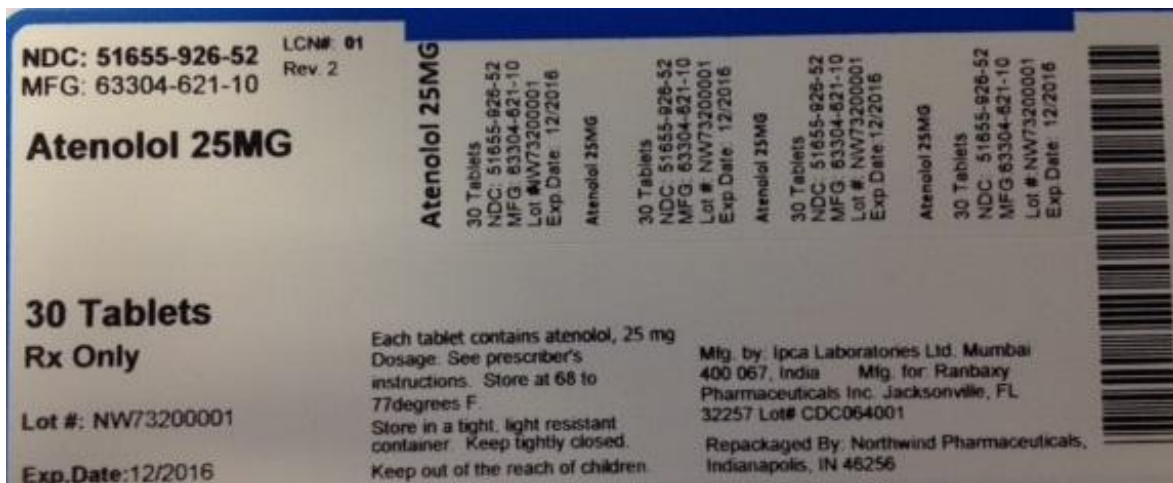 NDC: 51655-926-52
MFG: 63304-621-10
LCN#: 01
Rev. 2
Atenolol 25MG
30 Tablets
Rx Only
Lot #: NW73200001
Exp.Date:12/2016
Atenolol 25MG
30 Tablets
NDC: 51655-926-52
MFG: 63304-621-10
Lot #:NW73200001
Exp.Date: 12/2016
Atenolol 25MG
30 Tablets
NDC: 51655-926-52
MFG: 63304-621-10
Lot #: NW73200001
Exp.Date: 12/2016
Atenolol 25MG
30 Tablets
NDC: 51655-926-52
MFG: 63304-621-10
Lot #: NW73200001
Exp.Date: 12/2016
Atenolol 25MG
30 Tablets
NDC: 51655-926-52
MFG:63304-621-10
Lot #:NW73200001
Exp.Date: 12/2016
Each tablet contains atenolol, 25 mg
Dosage: See prescriber's
instructions. Store at 68 to
77degrees F.
Store in a tight, light resistant
container. Keep tightly closed.
Keep out of the reach of children.
Mfg. by: Ipca Laboratories Ltd. Mumbai
400 067, India Mfg. for: Ranbaxy
Pharmaceuticals Inc. Jacksonville, FL
32257 Lot# CDC064001
Repackaged By: Northwind Pharmaceuticals,
Indianapolis, IN 46256